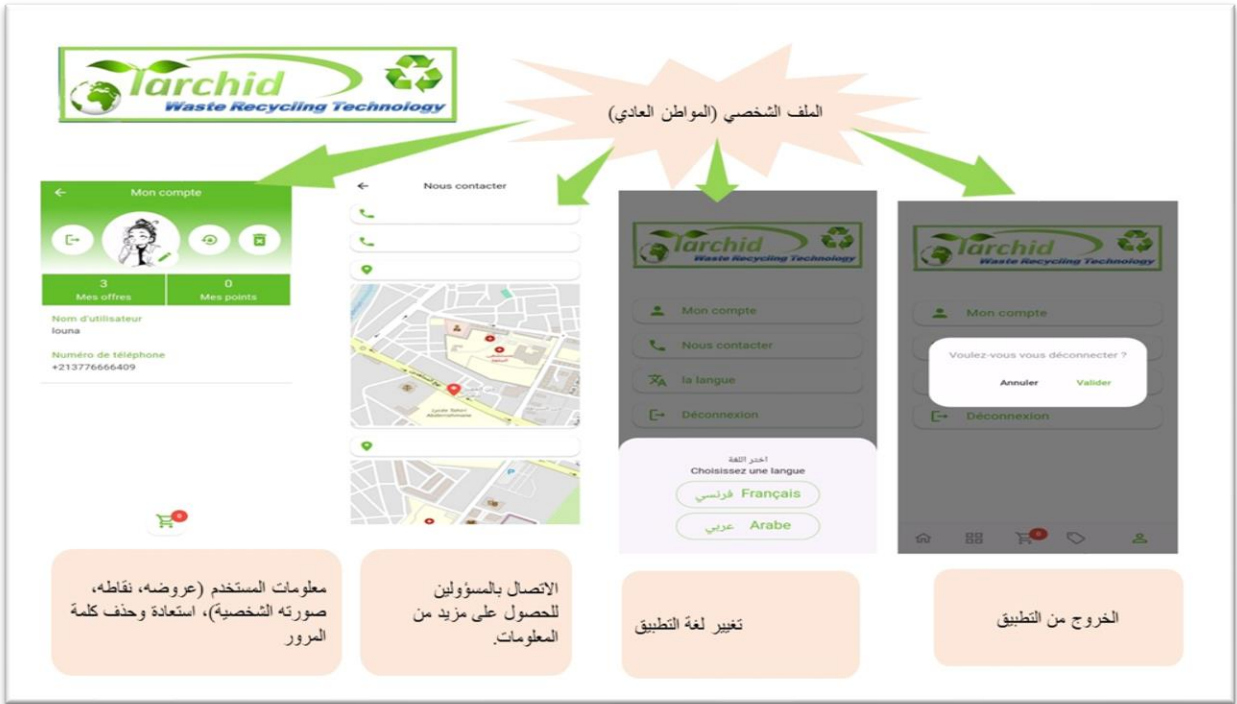 Tarchid
Waste Recycling Technology
الملف الشخصي (المواطن العادي)
Mon compte
3
Mes offres
0
Mes points
Nom d'utilisateur
louna
Numéro de téléphone
+213776666409
0
Nous contacter
Lycée Taheri
Abderrahmane
P
Tarchid
Waste Recycling Technology
Mon compte
Nous contacter
la langue
Déconnexion
اختر اللغة
Choisissez une langue
Français فرنسي
Arabe عربي
Tarchid
Waste Recycling Technology
Mon compte
Voulez-vous vous déconnecter ?
Annuler Valider
Déconnexion
معلومات المستخدم (عروضه، نقاطه،
صورته الشخصية)، استعادة وحذف كلمة
المرور
الاتصال بالمسؤولين
للحصول على مزيد من
المعلومات.
تغيير لغة التطبيق
الخروج من التطبيق